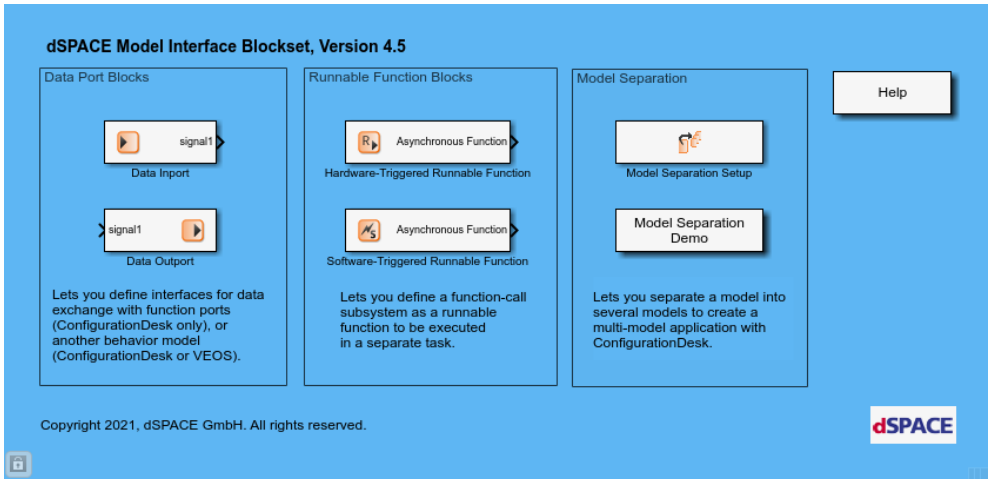 dSPACE Model Interface Blockset, Version 4.5
Data Port Blocks
signal1
Data Inport
signal1
Data Outport
Lets you define interfaces for data
exchange with function ports
(ConfigurationDesk only), or
another behavior model
(ConfigurationDesk or VEOS).
Runnable Function Blocks
R
Asynchronous Function
Hardware-Triggered Runnable Function
S
Asynchronous Function
Software-Triggered Runnable Function
Lets you define a function-call
subsystem as a runnable
function to be executed
in a separate task.
Model Separation
Model Separation Setup
Model Separation
Demo
Lets you separate a model into
several models to create a
multi-model application with
ConfigurationDesk.
Help
Copyright 2021, dSPACE GmbH. All rights reserved.
dSPACE